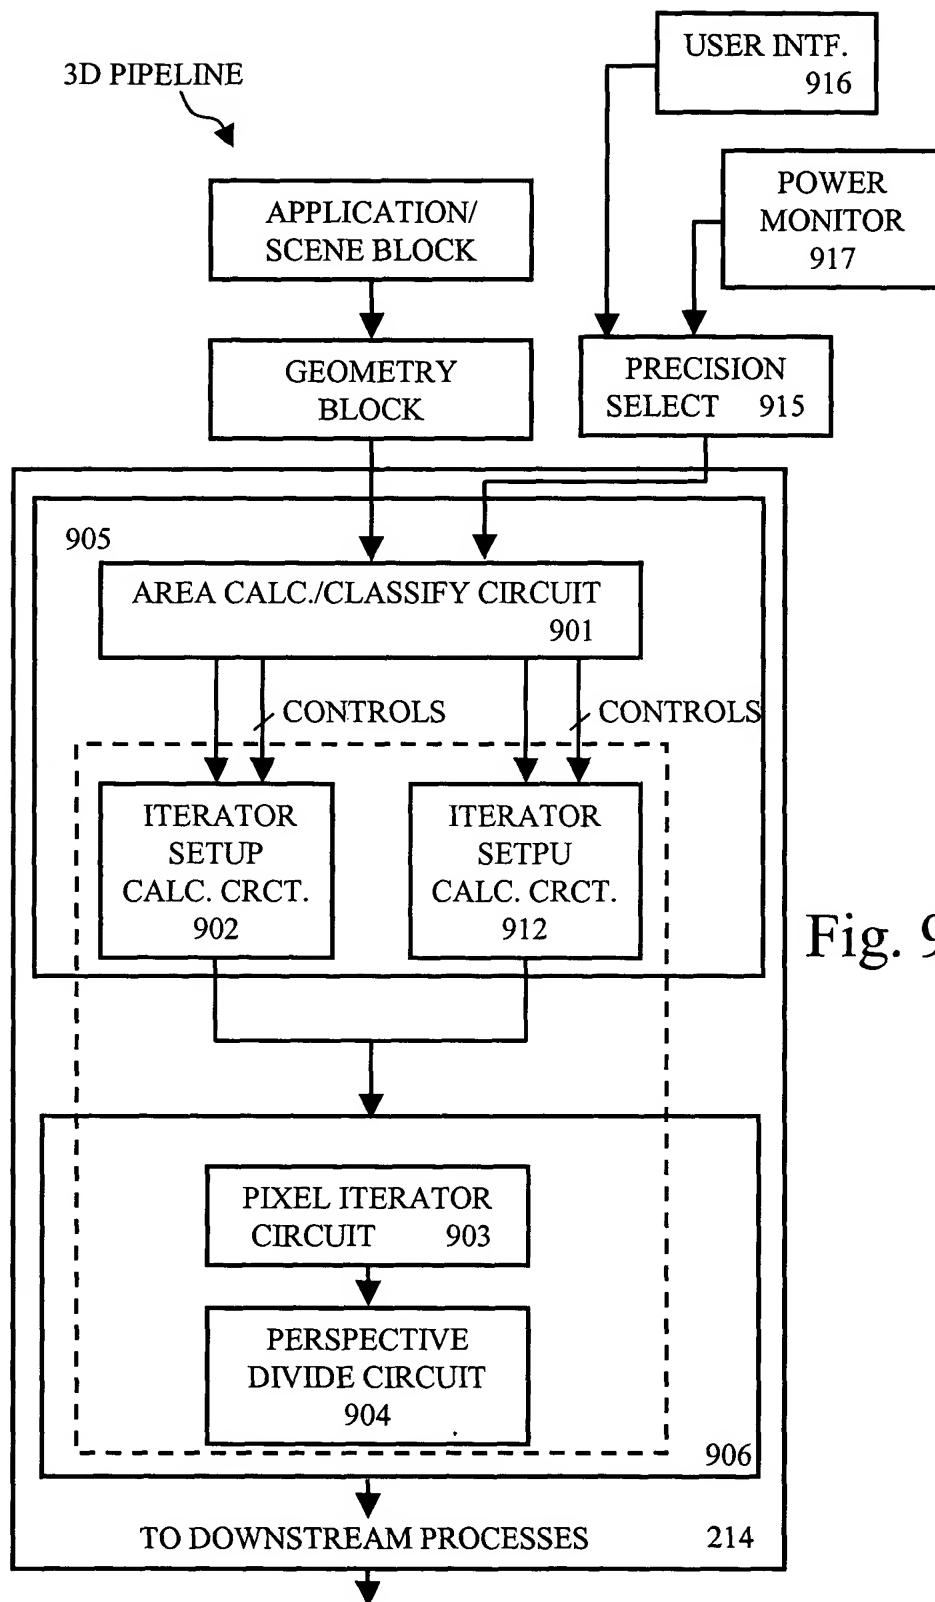 USER INTF.
916
3D PIPELINE
POWER
MONITOR
917
APPLICATION/
SCENE BLOCK
GEOMETRY
BLOCK
PRECISION
SELECT 915
905
AREA CALC./CLASSIFY CIRCUIT
901
CONTROLS
CONTROLS
ITERATOR
SETUP
CALC. CRCT.
902
ITERATOR
SETPU
CALC. CRCT.
912
Fig. 9
PIXEL ITERATOR
CIRCUIT 903
PERSPECTIVE
DIVIDE CIRCUIT
904
906
TO DOWNSTREAM PROCESSES 214